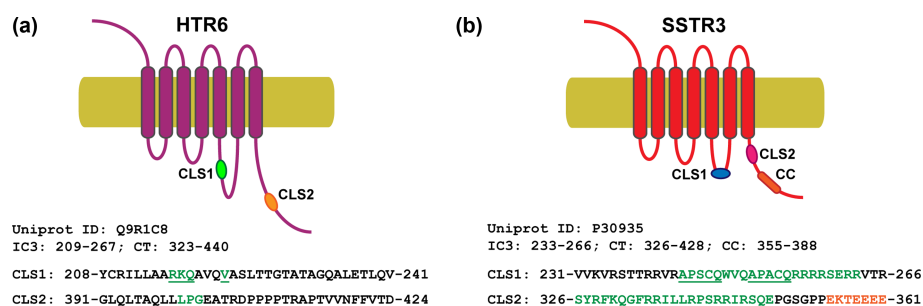 (a) HTR6
CLS1
CLS2
Uniprot ID: Q9R1C8
IC3: 209-267; CT: 323-440
CLS1: 208-YCRILLAARKQAVQVASLTTGTATAGQALETLQV-241
CLS2: 391-GLQLTAQLLLPGEATRDPPPPTRAPTVVNFFVTD-424
(b) SSTR3
CLS1
CLS2
CC
Uniprot ID: P30935
IC3: 233-266; CT: 326-428; CC: 355-388
CLS1: 231-VVKVRSTTRRVRAPSCQWVQAPACQRRRRSERRVTR-266
CLS2: 326-SYRFKQGFRRILLRPSRRIRSQEPGSGPPEKTEEEE-361